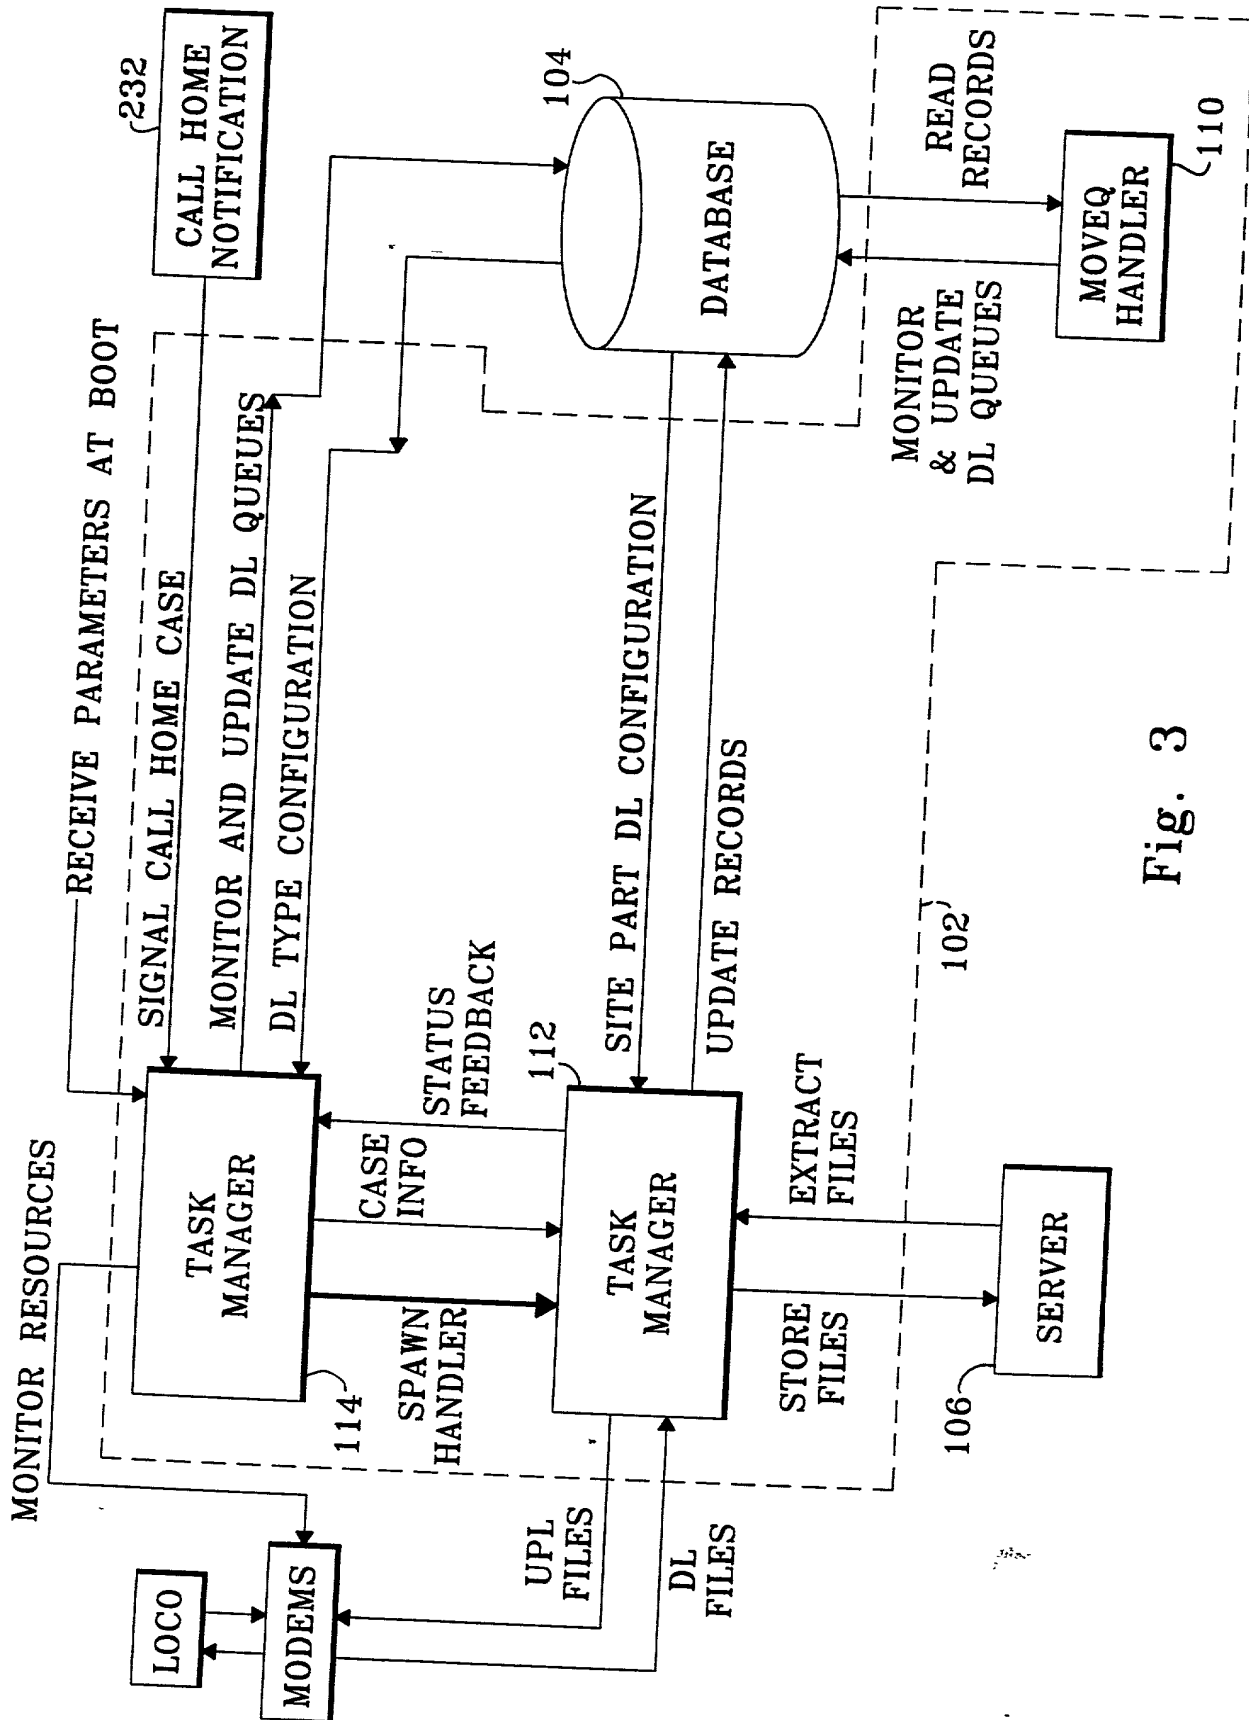 MONITOR RESOURCES
RECEIVE PARAMETERS AT BOOT
232
CALL HOME
NOTIFICATION
LOCO
MODEMS
TASK
MANAGER
114
SIGNAL CALL HOME CASE
MONITOR AND UPDATE DL QUEUES
DL TYPE CONFIGURATION
SPAWN
HANDLER
CASE
INFO
STATUS
FEEDBACK
UPL
FILES
DL
FILES
TASK
MANAGER
112
SITE PART DL CONFIGURATION
UPDATE RECORDS
DATABASE
104
STORE
FILES
EXTRACT
FILES
MONITOR
& UPDATE
DL QUEUES
READ
RECORDS
106
SERVER
102
MOVEQ
HANDLER
110
Fig. 3